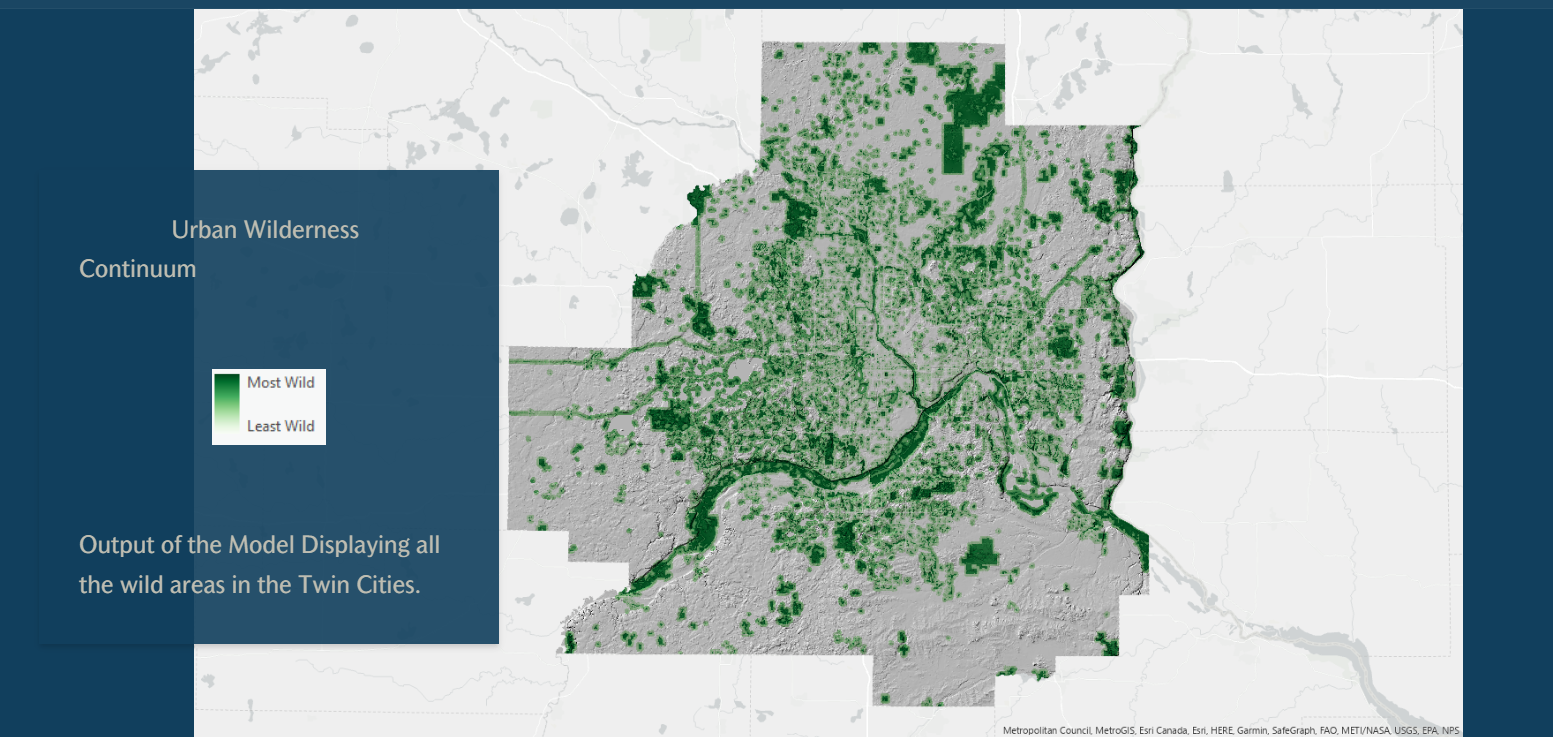 Urban Wilderness
Continuum
Most Wild
Least Wild
Output of the Model Displaying all
the wild areas in the Twin Cities.
Metropolitan Council, MetroGIS, Esri Canada, Esri, HERE, Garmin, SafeGraph, FAO, METI/NASA, USGS, EPA, NPS